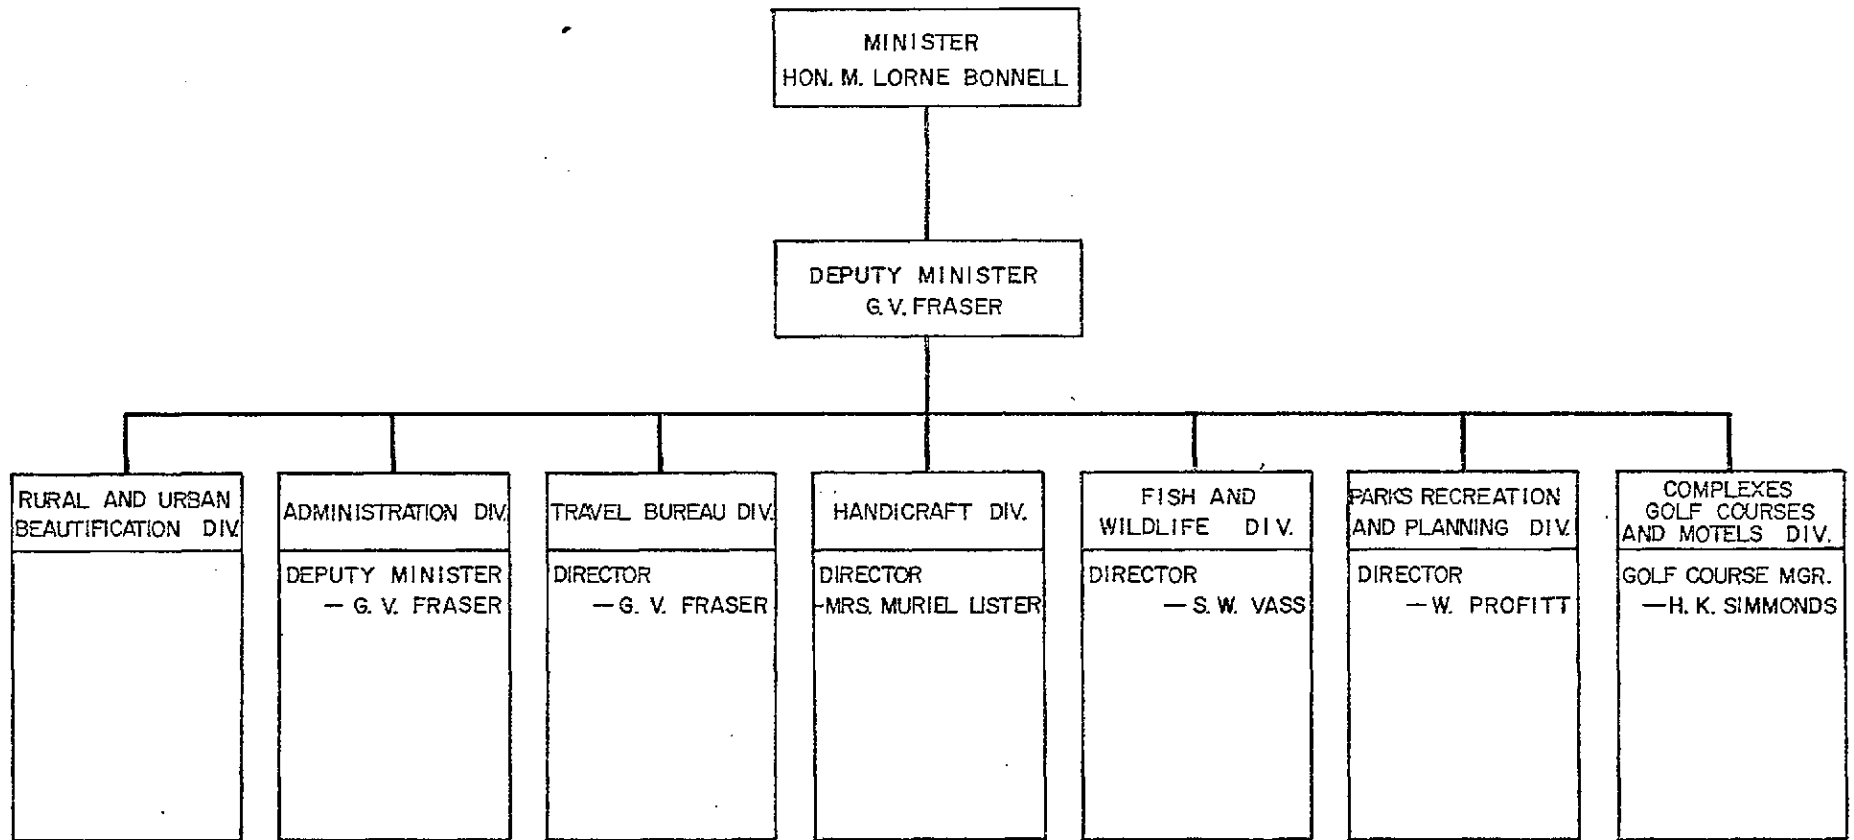 MINISTER
HON. M. LORNE BONNELL
DEPUTY MINISTER
G. V. FRASER
RURAL AND URBAN
BEAUTIFICATION DIV.
ADMINISTRATION DIV.
DEPUTY MINISTER
— G. V. FRASER
TRAVEL BUREAU DIV.
DIRECTOR
— G. V. FRASER
HANDICRAFT DIV.
DIRECTOR
-MRS. MURIEL LISTER
FISH AND
WILDLIFE DIV.
DIRECTOR
— S. W. VASS
PARKS RECREATION
AND PLANNING DIV.
DIRECTOR
— W. PROFITT
COMPLEXES
GOLF COURSES
AND MOTELS DIV.
GOLF COURSE MGR.
— H. K. SIMMONDS